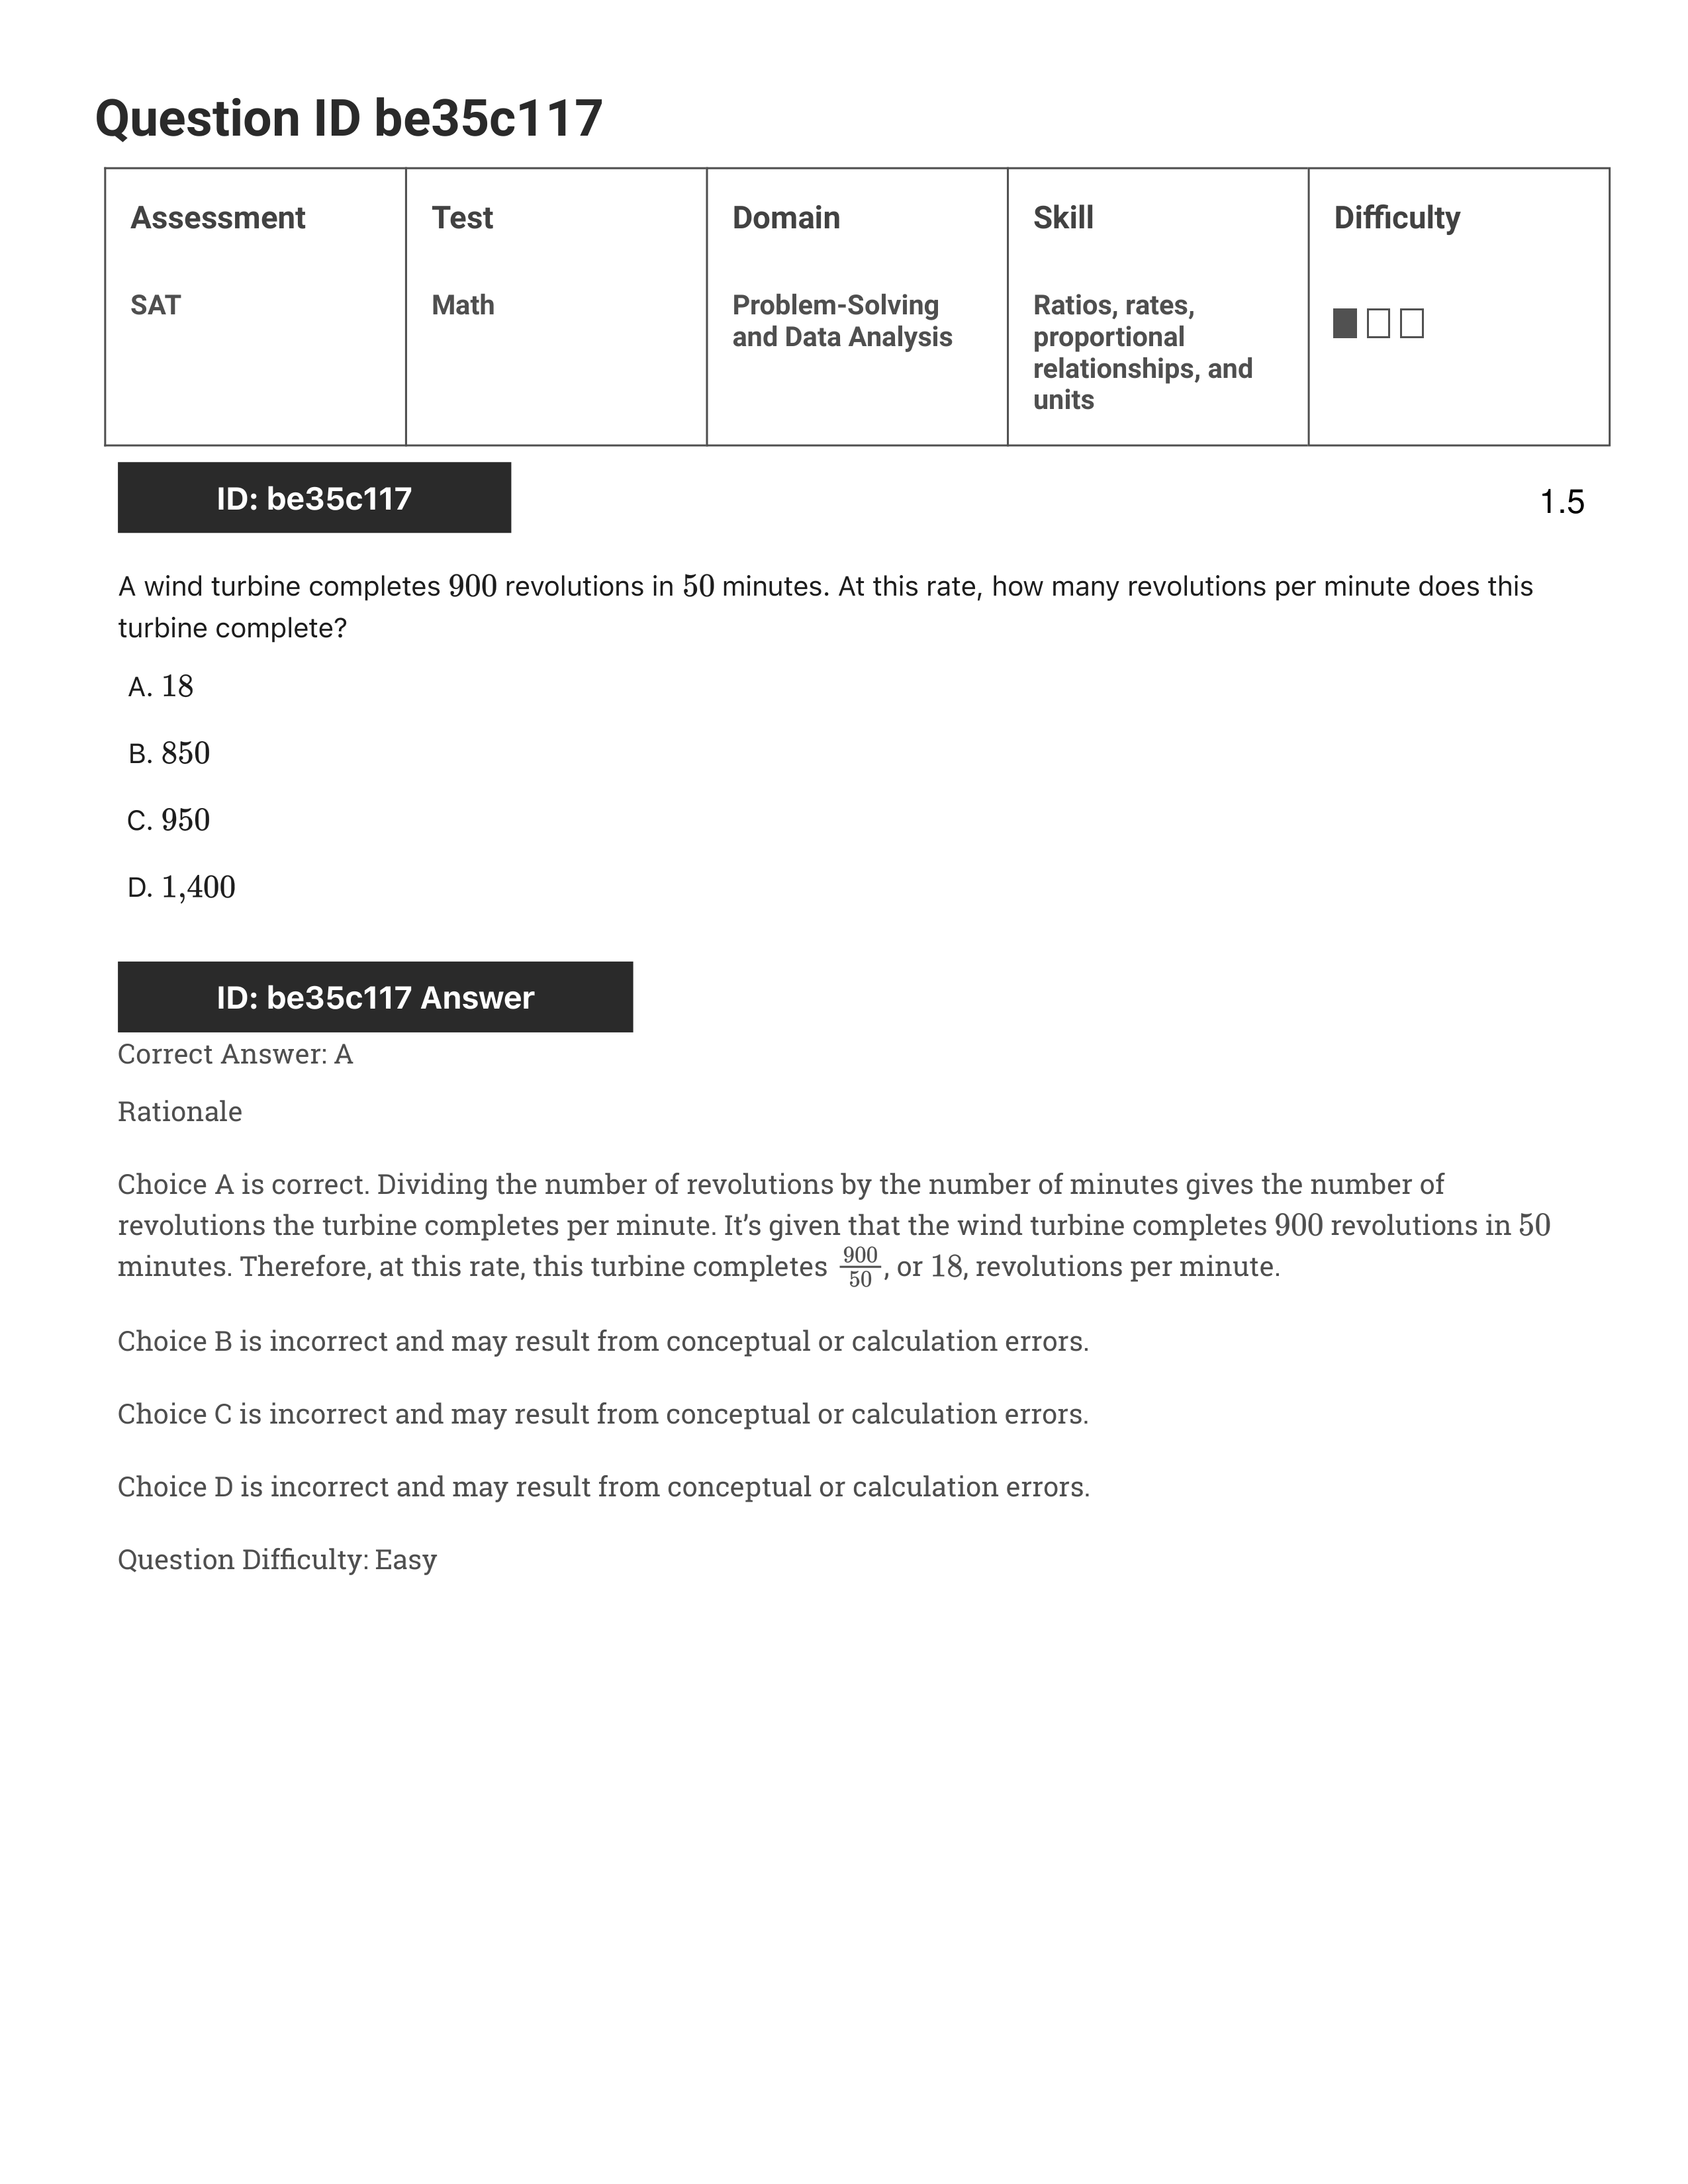 Question ID be35c117
Assessment
Test
Domain
Skill
Difficulty
SAT
Math
Problem-Solving
and Data Analysis
Ratios, rates,
proportional
relationships, and
units
ID: be35c117
1.5
A wind turbine completes 900 revolutions in 50 minutes. At this rate, how many revolutions per minute does this
turbine complete?
A. 18
B. 850
C. 950
D. 1,400
ID: be35c117 Answer
Correct Answer: A
Rationale
Choice A is correct. Dividing the number of revolutions by the number of minutes gives the number of
revolutions the turbine completes per minute. It’s given that the wind turbine completes 900 revolutions in 50
minutes. Therefore, at this rate, this turbine completes 900/50, or 18, revolutions per minute.
Choice B is incorrect and may result from conceptual or calculation errors.
Choice C is incorrect and may result from conceptual or calculation errors.
Choice D is incorrect and may result from conceptual or calculation errors.
Question Difficulty: Easy